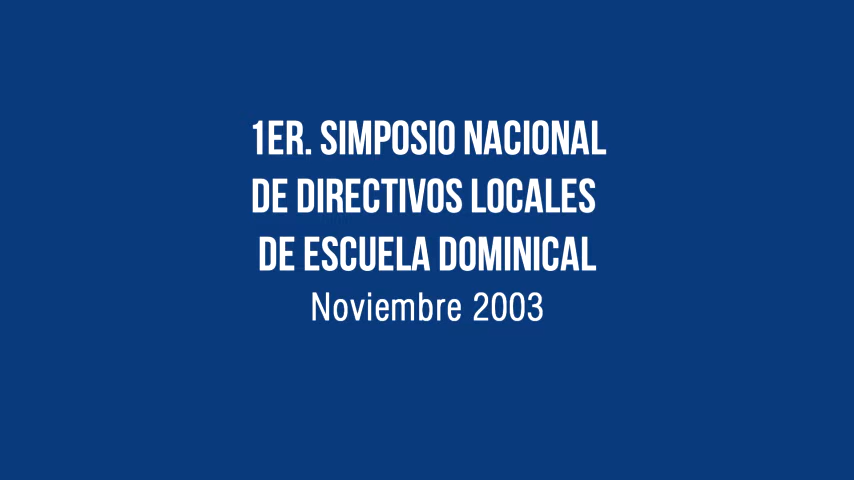 1ER. SIMPOSIO NACIONAL
DE DIRECTIVOS LOCALES
DE ESCUELA DOMINICAL
Noviembre 2003